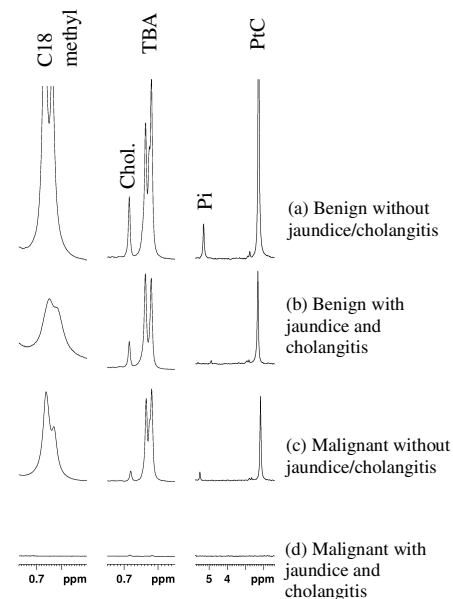 C18
methyl
TBA
PtC
Chol.
Pi
(a) Benign without
jaundice/cholangitis
(b) Benign with
jaundice and
cholangitis
(c) Malignant without
jaundice/cholangitis
(d) Malignant with
jaundice and
cholangitis
0.7 ppm
0.7 ppm
5 4 ppm